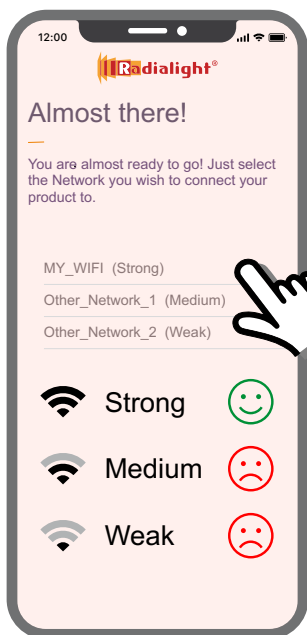 12:00
Radialight®
Almost there!
You are almost ready to go! Just select
the Network you wish to connect your
product to.
MY_WIFI (Strong)
Other_Network_1 (Medium)
Other_Network_2 (Weak)
Strong
Medium
Weak